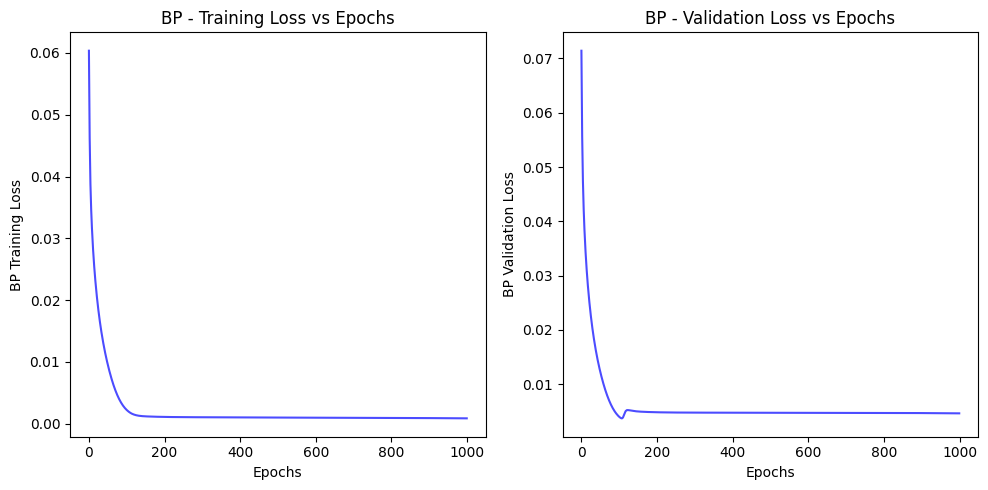 BP - Training Loss vs Epochs
BP Training Loss
0.06
0.05
0.04
0.03
0.02
0.01
0.00
0 200 400 600 800 1000
Epochs
BP - Validation Loss vs Epochs
BP Validation Loss
0.07
0.06
0.05
0.04
0.03
0.02
0.01
0 200 400 600 800 1000
Epochs